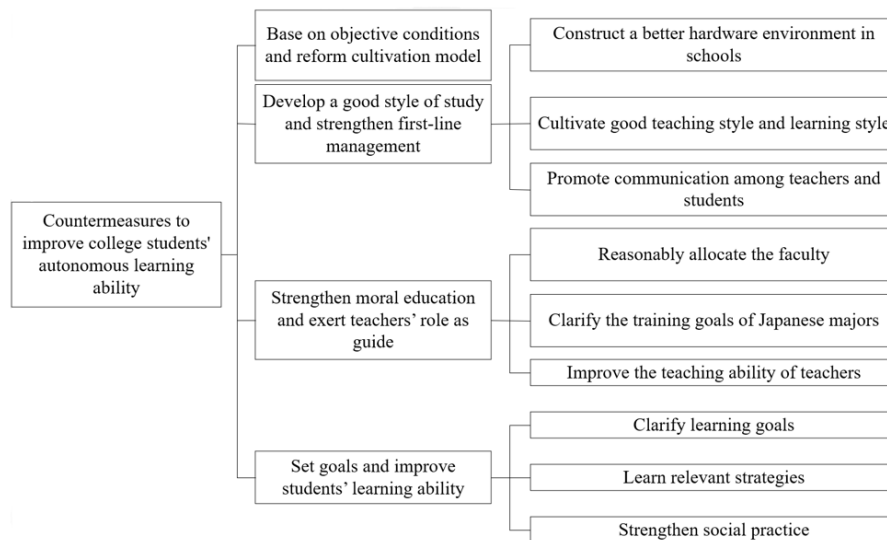 Countermeasures to
improve college students'
autonomous learning
ability
Base on objective conditions
and reform cultivation model
Develop a good style of study
and strengthen first-line
management
Construct a better hardware environment in
schools
Cultivate good teaching style and learning style
Promote communication among teachers and
students
Strengthen moral education
and exert teachers’ role as
guide
Reasonably allocate the faculty
Clarify the training goals of Japanese majors
Improve the teaching ability of teachers
Set goals and improve
students’ learning ability
Clarify learning goals
Learn relevant strategies
Strengthen social practice